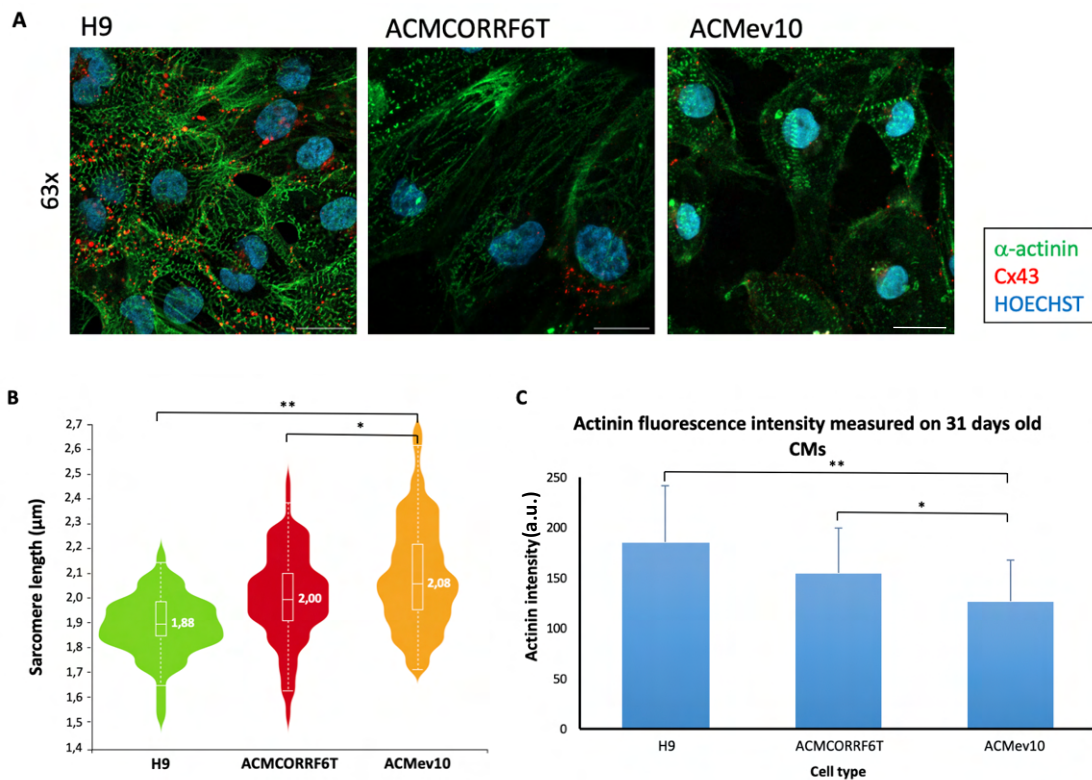 A
H9
ACMCORRF6T
ACMev10
63x
α-actinin
Cx43
HOECHST
B
**
*
2,7
2,6
2,5
2,4
2,3
2,2
2,1
2,0
1,9
1,8
1,7
1,6
1,5
1,4
Sarcomere length (µm)
1,88
2,00
2,08
H9
ACMCORRF6T
ACMev10
C
Actinin fluorescence intensity measured on 31 days old
CMs
**
*
250
200
150
100
50
0
Actinin intensity(a.u.)
H9
ACMCORRF6T
ACMev10
Cell type